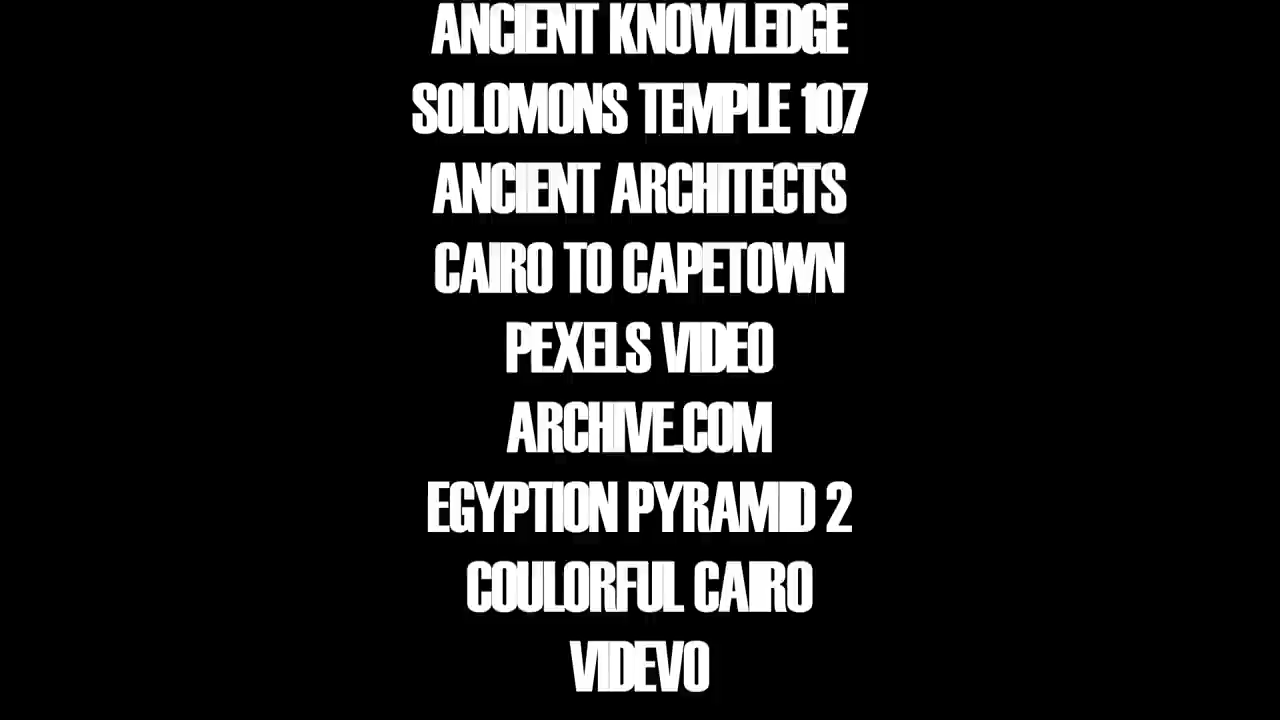 ANCIENT KNOWLEDGE
SOLOMONS TEMPLE 107
ANCIENT ARCHITECTS
CAIRO TO CAPETOWN
PEXELS VIDEO
ARCHIVE.COM
EGYPTION PYRAMID 2
COULORFUL CAIRO
VIDEVO